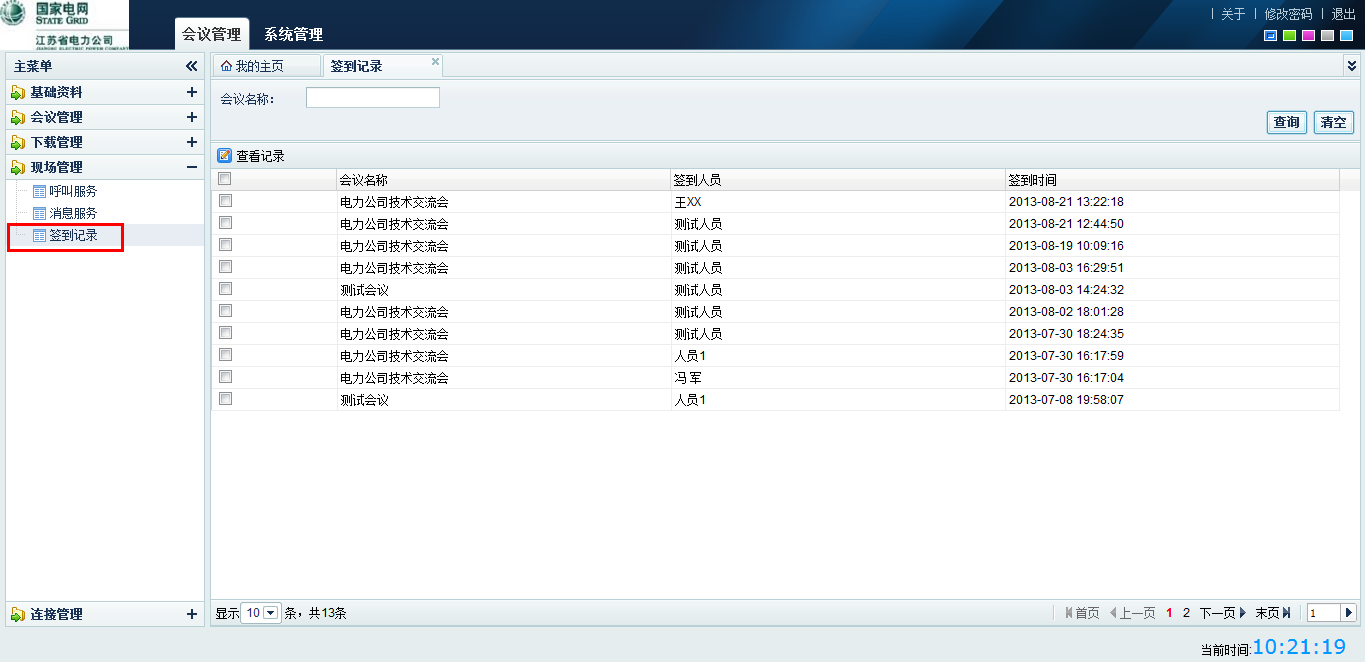 国家电网
STATE GRID
江苏省电力公司
JIANGSU ELECTRIC POWER COMPANY
会议管理 系统管理
关于 修改密码 退出
主菜单
我的主页 签到记录
基础资料
会议管理
下载管理
现场管理
呼叫服务
消息服务
签到记录
连接管理
会议名称:
查询 清空
查看记录
会议名称 签到人员 签到时间
电力公司技术交流会 王XX 2013-08-21 13:22:18
电力公司技术交流会 测试人员 2013-08-21 12:44:50
电力公司技术交流会 测试人员 2013-08-19 10:09:16
电力公司技术交流会 测试人员 2013-08-03 16:29:51
测试会议 测试人员 2013-08-03 14:24:32
电力公司技术交流会 测试人员 2013-08-02 18:01:28
电力公司技术交流会 测试人员 2013-07-30 18:24:35
电力公司技术交流会 人员1 2013-07-30 16:17:59
电力公司技术交流会 冯军 2013-07-30 16:17:04
测试会议 人员1 2013-07-08 19:58:07
显示 10 条，共13条 首页 上一页 1 2 下一页 末页 1
当前时间:10:21:19